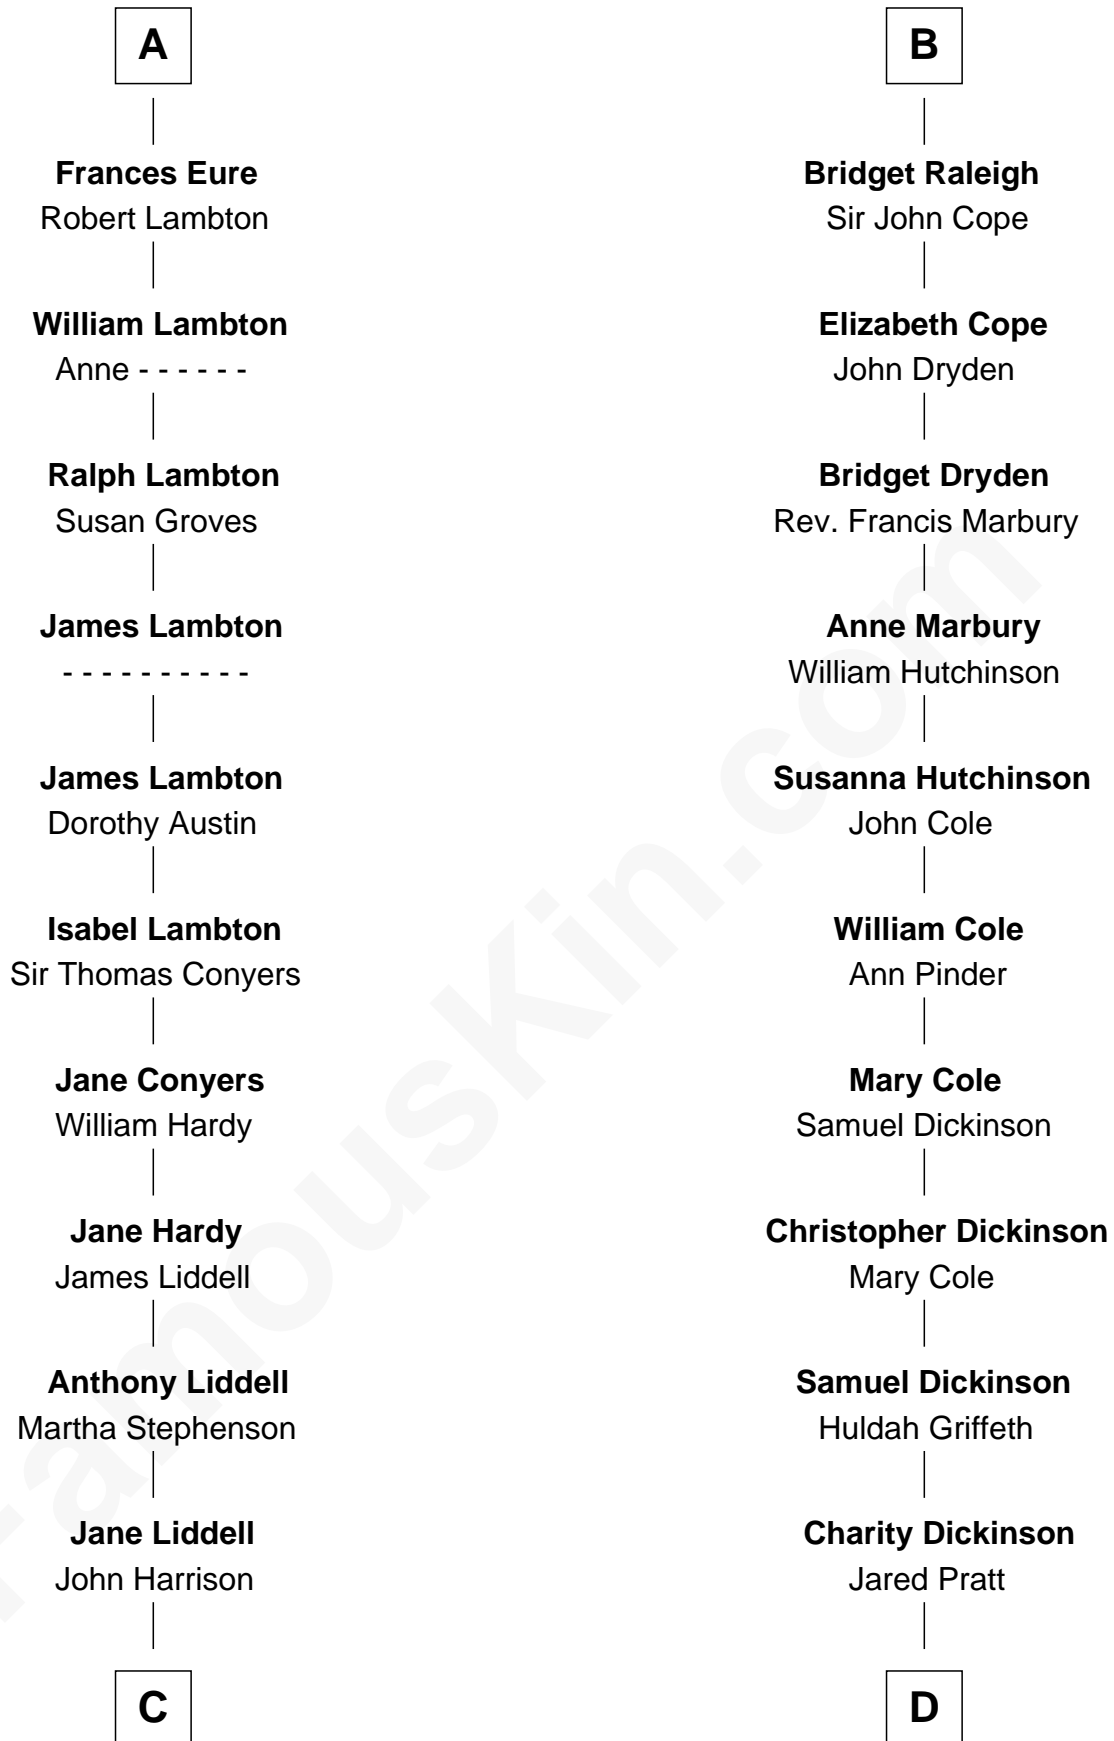 A
Frances Eure
Robert Lambton
William Lambton
Anne - - - - - -
Ralph Lambton
Susan Groves
James Lambton
- - - - - - - - - -
James Lambton
Dorothy Austin
Isabel Lambton
Sir Thomas Conyers
Jane Conyers
William Hardy
Jane Hardy
James Liddell
Anthony Liddell
Martha Stephenson
Jane Liddell
John Harrison
C
B
Bridget Raleigh
Sir John Cope
Elizabeth Cope
John Dryden
Bridget Dryden
Rev. Francis Marbury
Anne Marbury
William Hutchinson
Susanna Hutchinson
John Cole
William Cole
Ann Pinder
Mary Cole
Samuel Dickinson
Christopher Dickinson
Mary Cole
Samuel Dickinson
Huldah Griffeth
Charity Dickinson
Jared Pratt
D
FamousKin.com